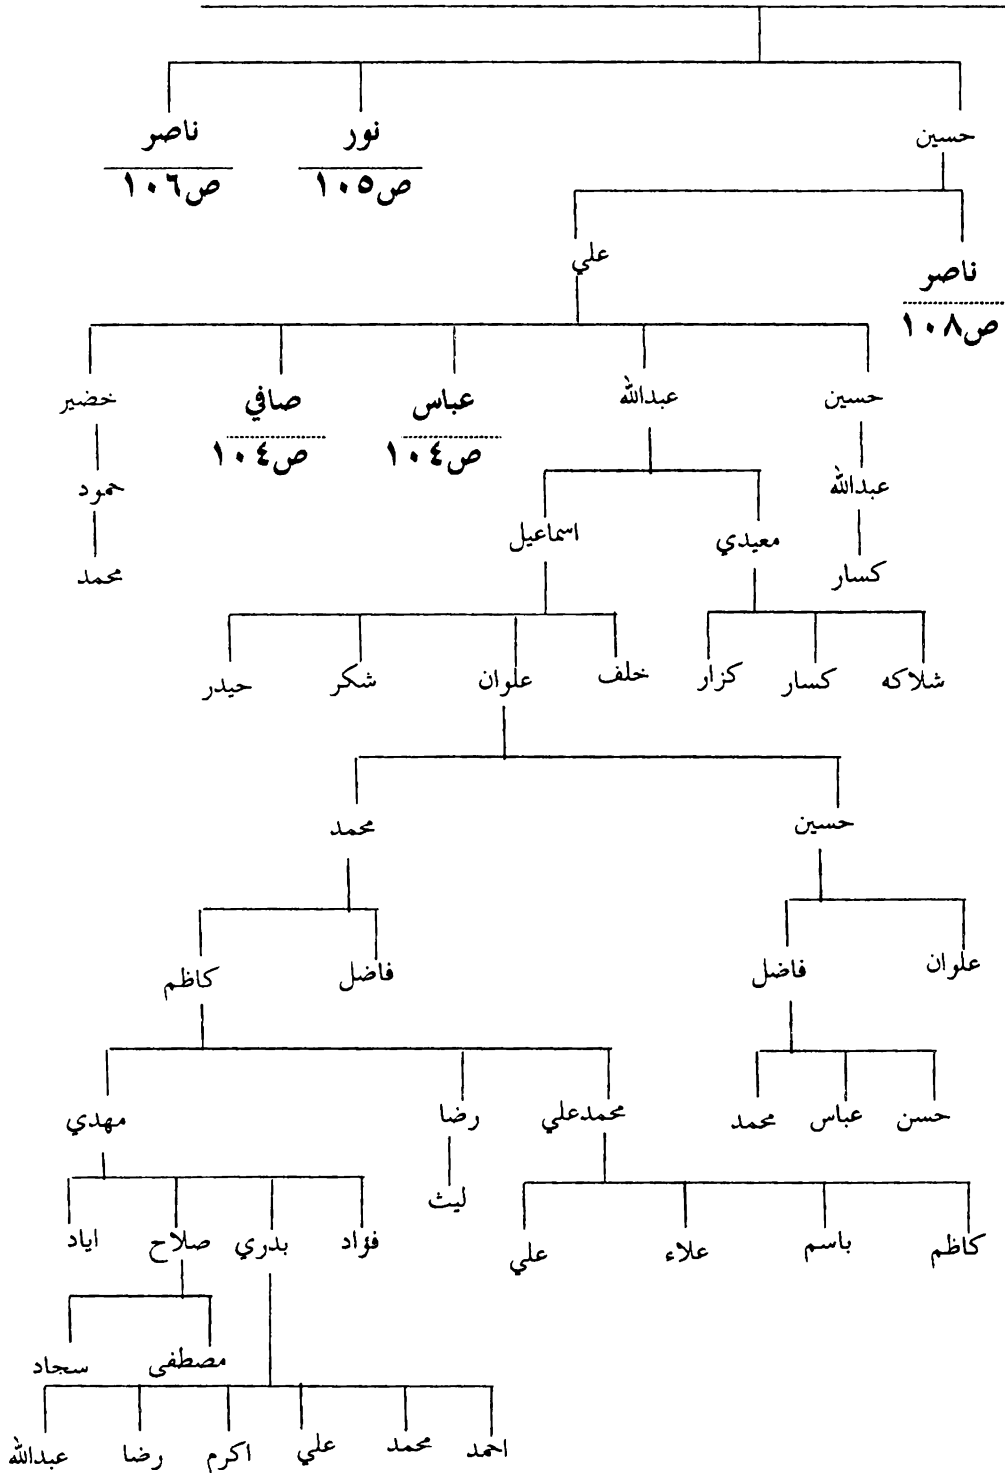 حسين نور ناصر
ص١٠٥ ص١٠٦
علي
ناصر
ص١٠٨
حسين عبدالله عباس صافي خضير
ص١٠٤ ص١٠٤
عبدالله حمود
اسماعيل معيدي
كسار محمد
شلاكه كسار كزار خلف علوان شكر حيدر
حسين محمد
علوان فاضل فاضل كاظم
حسن عباس محمد محمدعلي رضا مهدي
ليث
كاظم باسم علاء علي فؤاد بدري صلاح اياد
مصطفى سجاد
احمد محمد علي اكرم رضا عبدالله